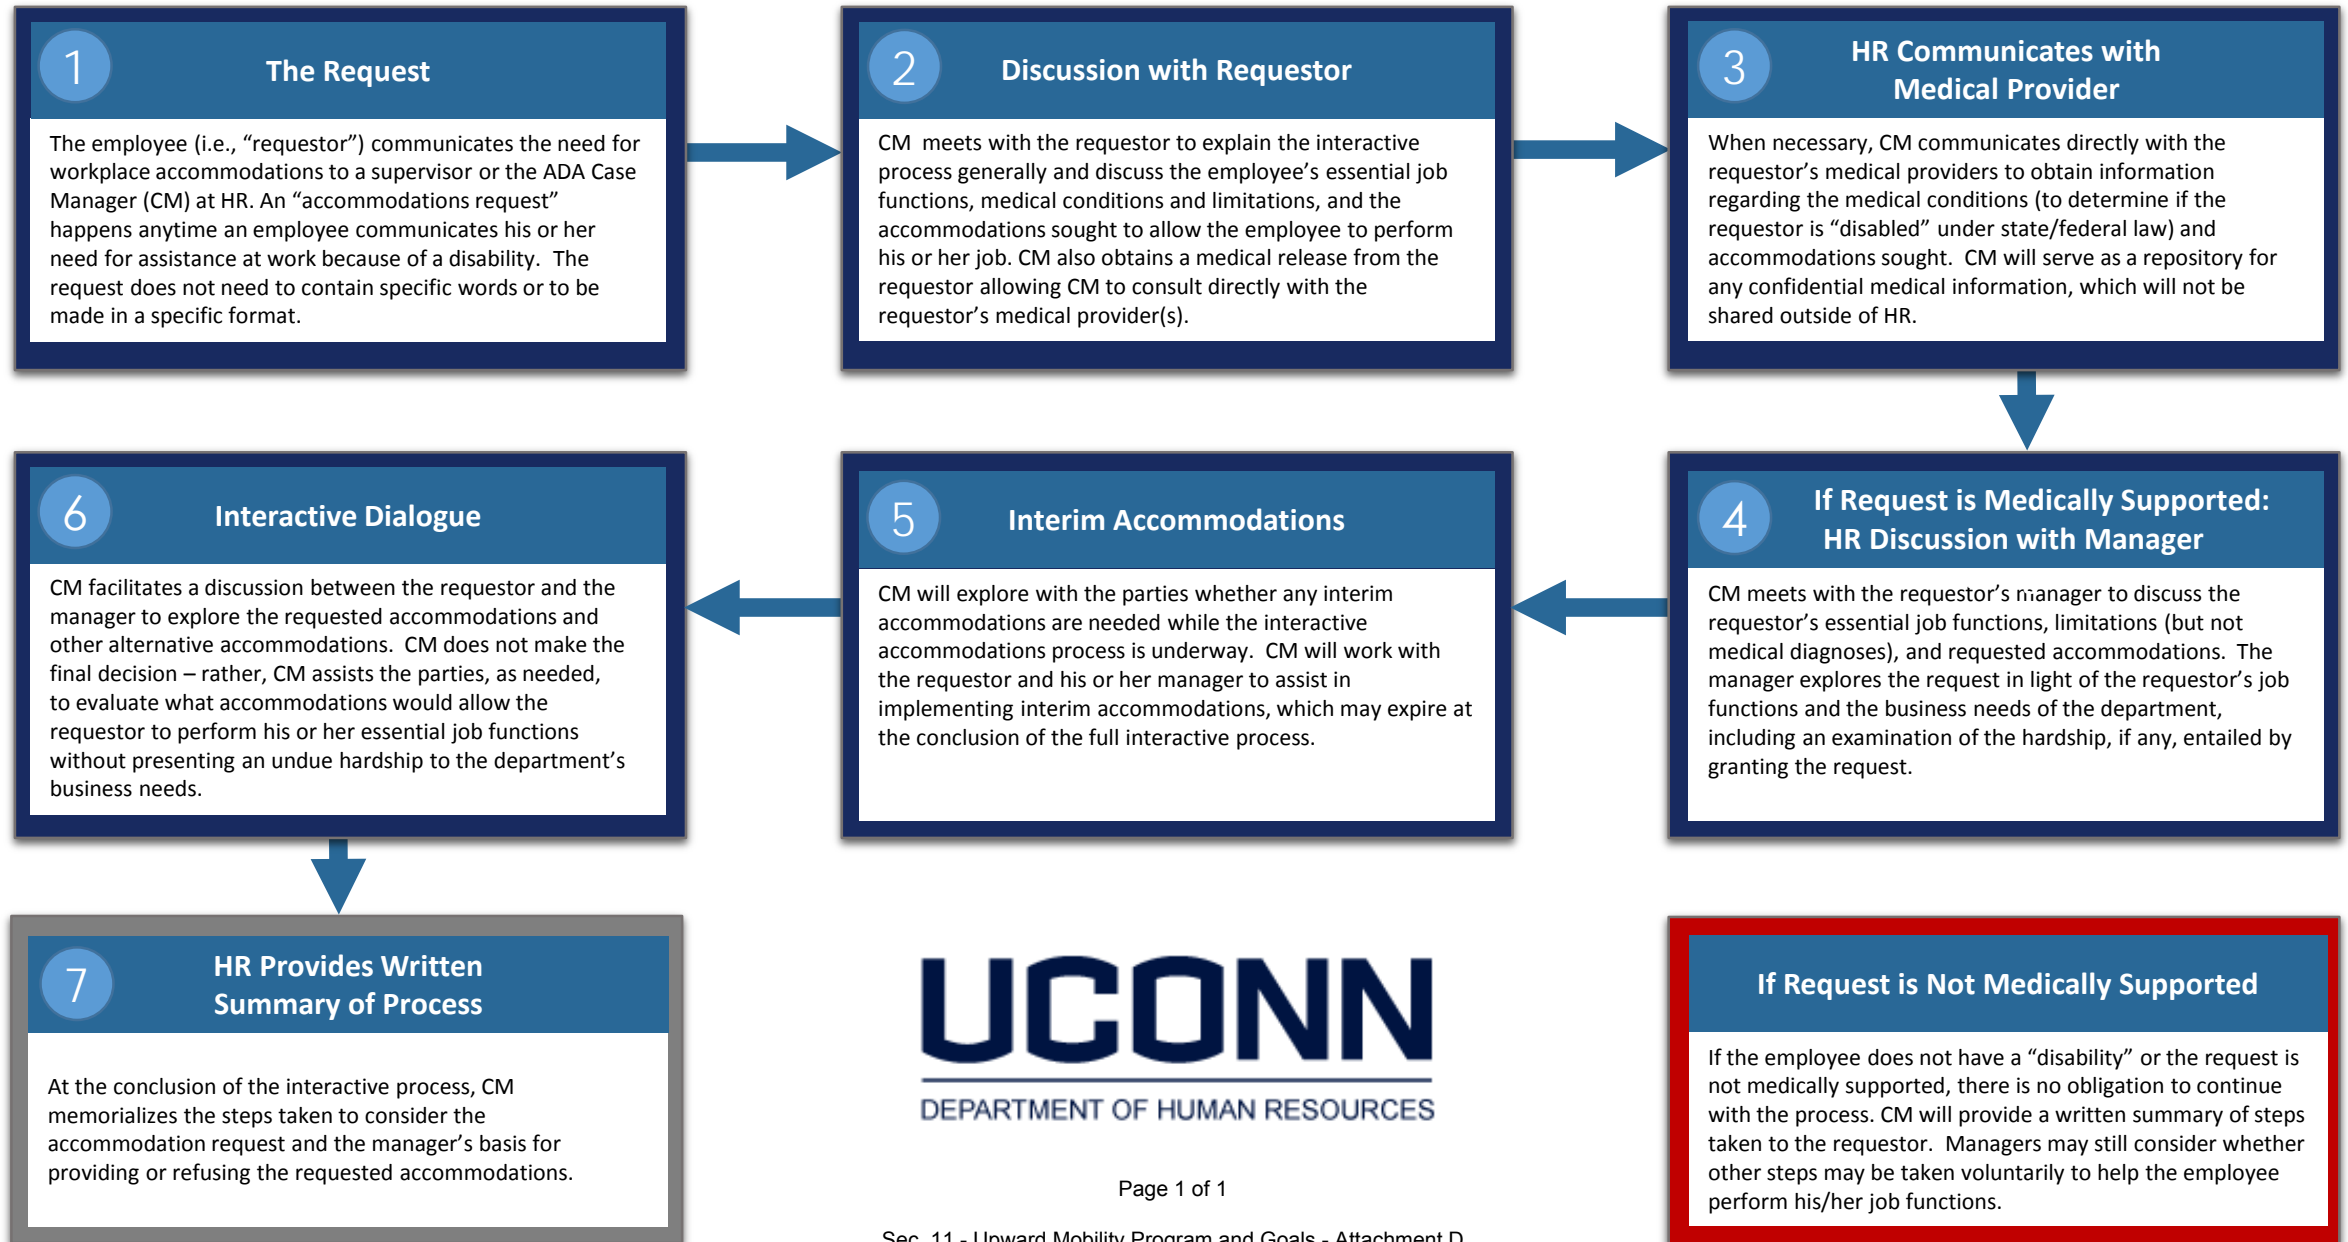 1
The Request
The employee (i.e., “requestor”) communicates the need for
workplace accommodations to a supervisor or the ADA Case
Manager (CM) at HR. An “accommodations request”
happens anytime an employee communicates his or her
need for assistance at work because of a disability.  The
request does not need to contain specific words or to be
made in a specific format.
2
Discussion with Requestor
CM  meets with the requestor to explain the interactive
process generally and discuss the employee’s essential job
functions, medical conditions and limitations, and the
accommodations sought to allow the employee to perform
his or her job. CM also obtains a medical release from the
requestor allowing CM to consult directly with the
requestor’s medical provider(s).
3
HR Communicates with
Medical Provider
When necessary, CM communicates directly with the
requestor’s medical providers to obtain information
regarding the medical conditions (to determine if the
requestor is “disabled” under state/federal law) and
accommodations sought.  CM will serve as a repository for
any confidential medical information, which will not be
shared outside of HR.
4
If Request is Medically Supported:
HR Discussion with Manager
CM meets with the requestor’s manager to discuss the
requestor’s essential job functions, limitations (but not
medical diagnoses), and requested accommodations.  The
manager explores the request in light of the requestor’s job
functions and the business needs of the department,
including an examination of the hardship, if any, entailed by
granting the request.
5
Interim Accommodations
CM will explore with the parties whether any interim
accommodations are needed while the interactive
accommodations process is underway.  CM will work with
the requestor and his or her manager to assist in
implementing interim accommodations, which may expire at
the conclusion of the full interactive process.
6
Interactive Dialogue
CM facilitates a discussion between the requestor and the
manager to explore the requested accommodations and
other alternative accommodations.  CM does not make the
final decision – rather, CM assists the parties, as needed,
to evaluate what accommodations would allow the
requestor to perform his or her essential job functions
without presenting an undue hardship to the department’s
business needs.
7
HR Provides Written
Summary of Process
At the conclusion of the interactive process, CM
memorializes the steps taken to consider the
accommodation request and the manager’s basis for
providing or refusing the requested accommodations.
UCONN
DEPARTMENT OF HUMAN RESOURCES
Page 1 of 1
Sec. 11 - Upward Mobility Program and Goals - Attachment D
If Request is Not Medically Supported
If the employee does not have a “disability” or the request is
not medically supported, there is no obligation to continue
with the process. CM will provide a written summary of steps
taken to the requestor.  Managers may still consider whether
other steps may be taken voluntarily to help the employee
perform his/her job functions.